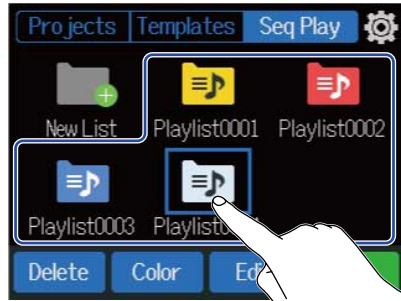 Projects Templates Seq Play
New List Playlist0001 Playlist0002
Playlist0003
Delete Color